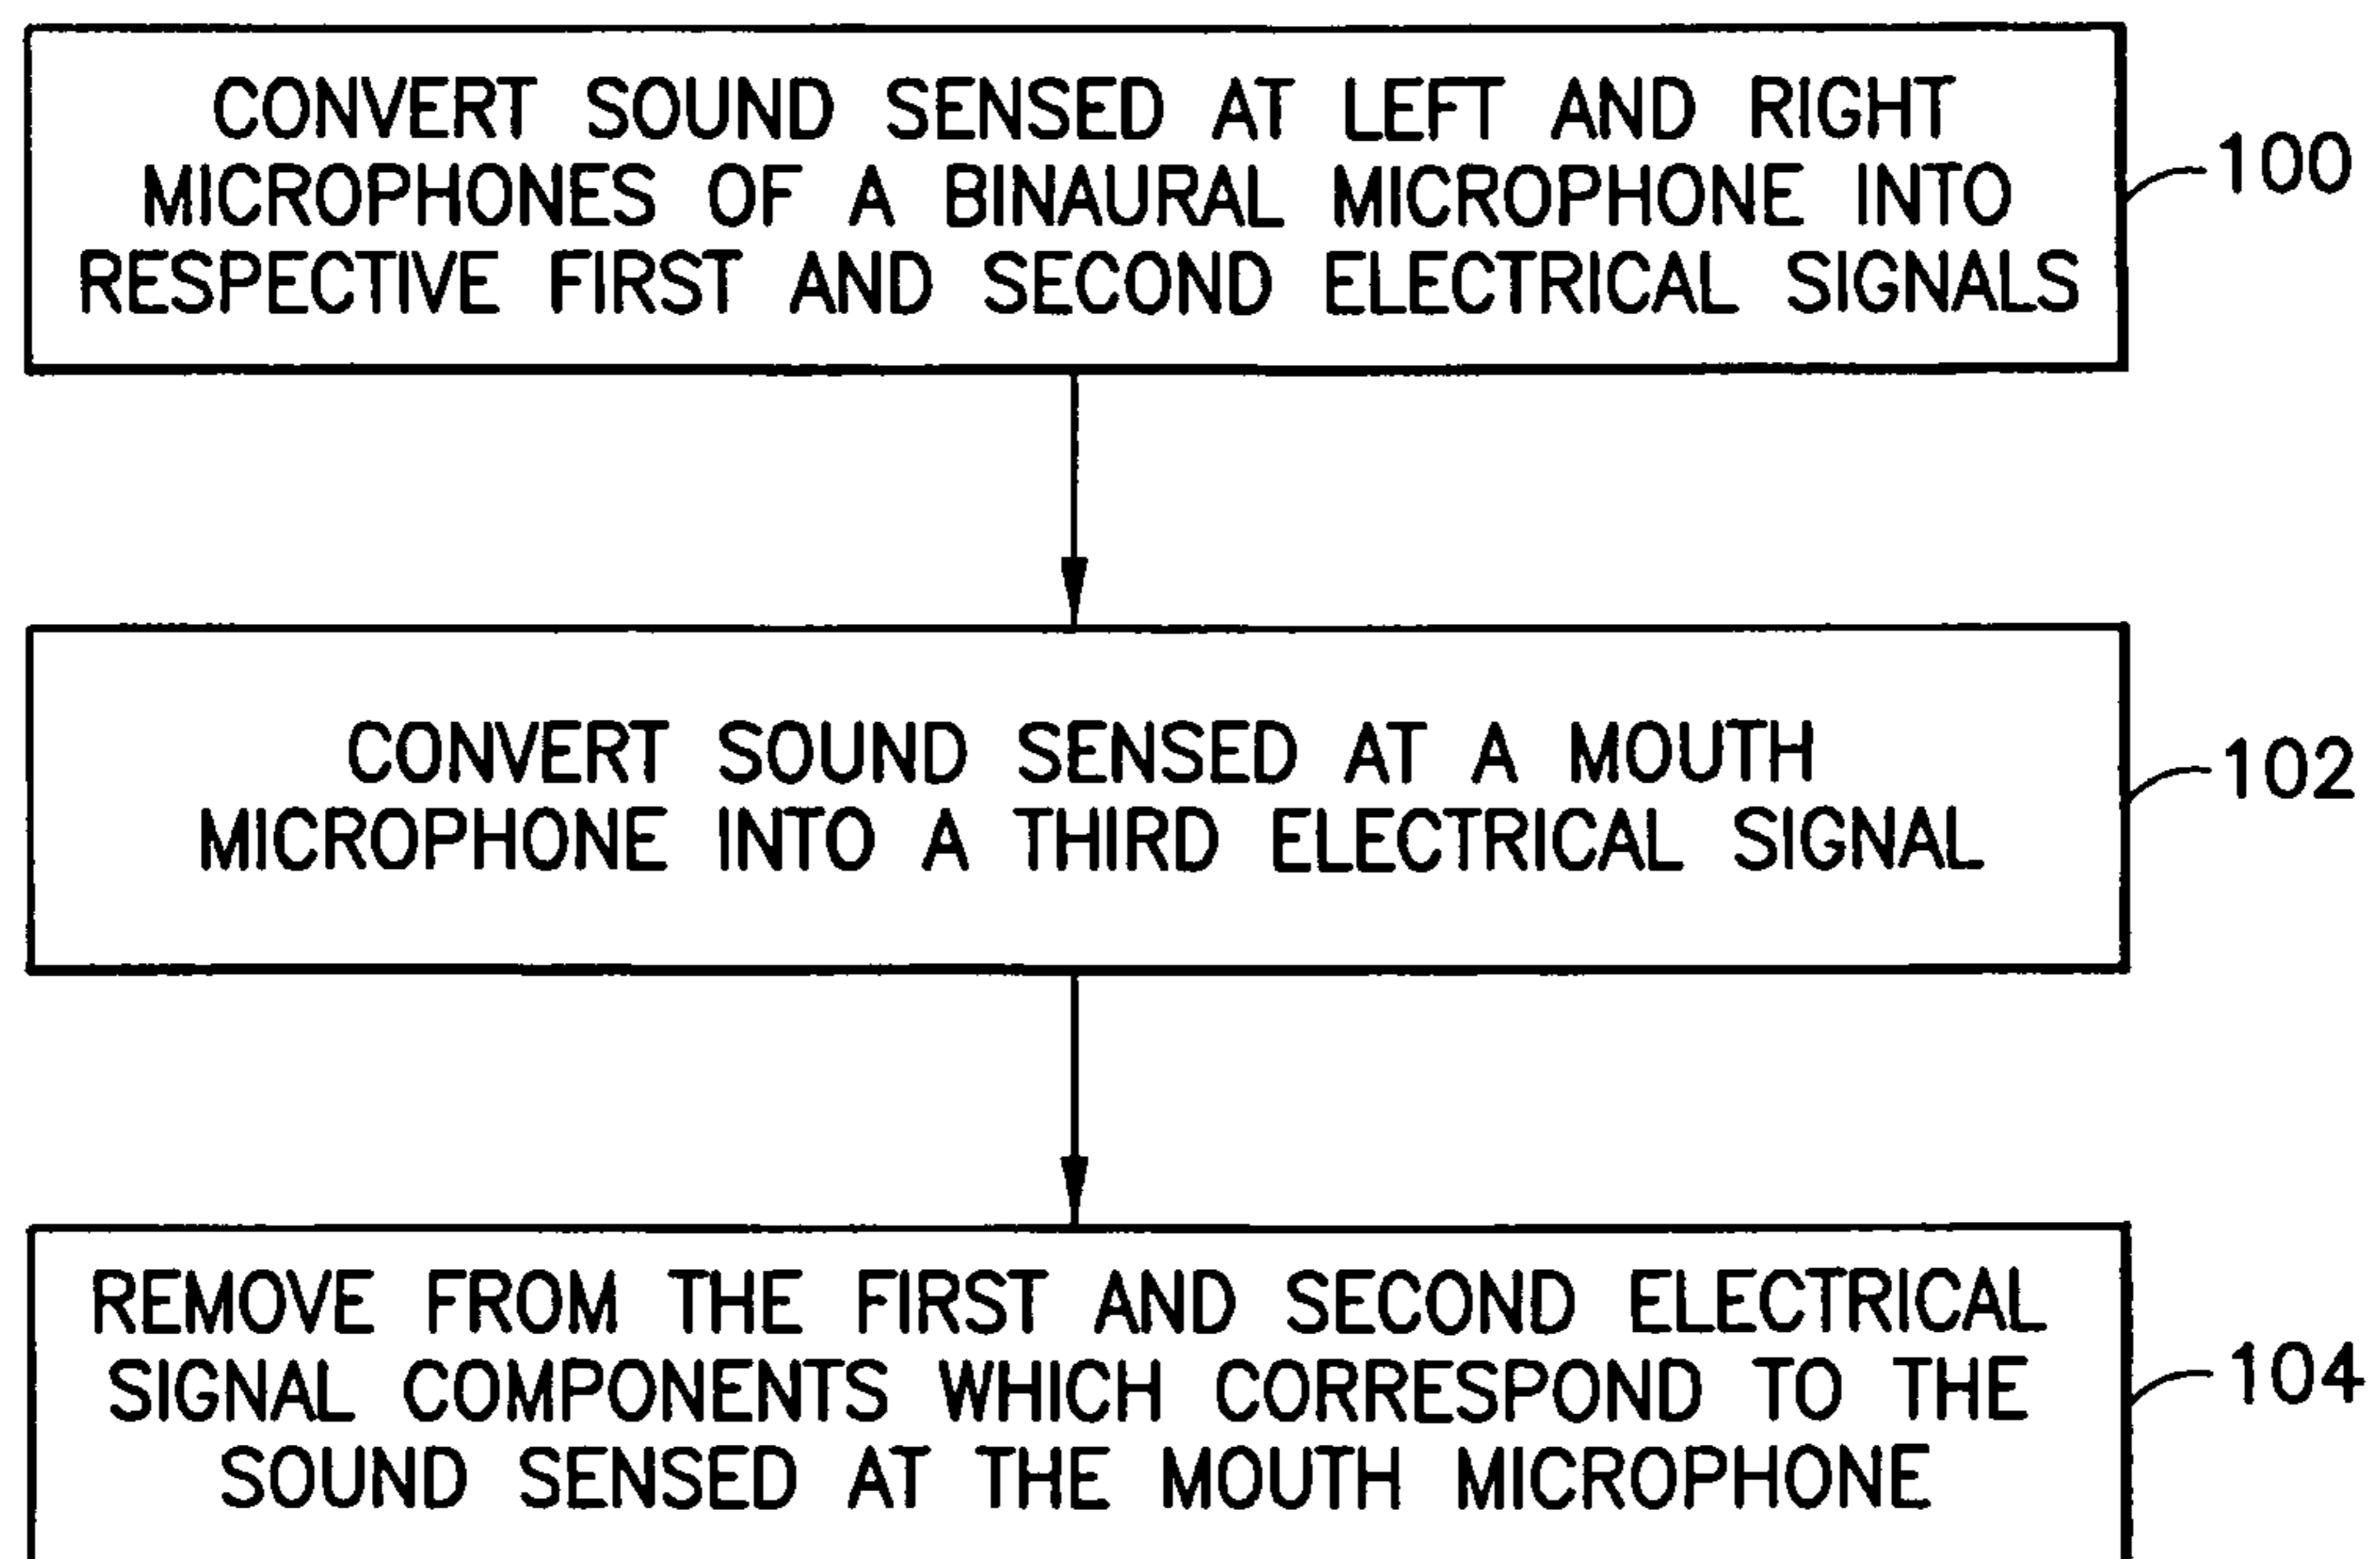 CONVERT SOUND SENSED AT LEFT AND RIGHT
MICROPHONES OF A BINAURAL MICROPHONE INTO
RESPECTIVE FIRST AND SECOND ELECTRICAL SIGNALS
100
CONVERT SOUND SENSED AT A MOUTH
MICROPHONE INTO A THIRD ELECTRICAL SIGNAL
102
REMOVE FROM THE FIRST AND SECOND ELECTRICAL
SIGNAL COMPONENTS WHICH CORRESPOND TO THE
SOUND SENSED AT THE MOUTH MICROPHONE
104